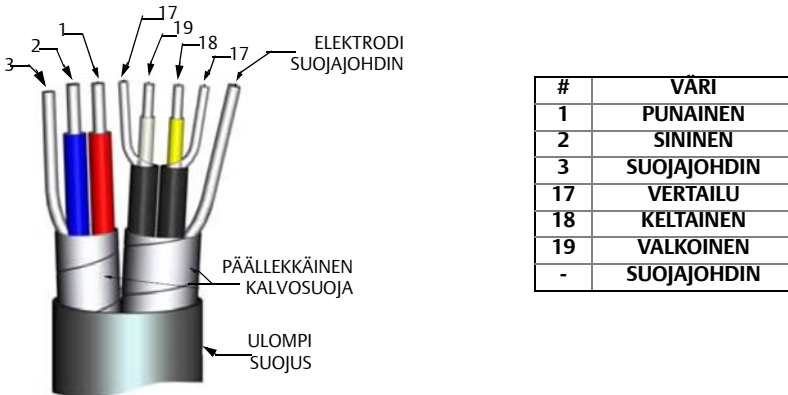 17
19
1
18
2
17
3
ELEKTRODI
SUOJAJOHDIN
PÄÄLLEKKÄINEN
KALVOSUOJA
ULOMPI
SUOJUS
# VÄRI
1 PUNAINEN
2 SININEN
3 SUOJAJOHDIN
17 VERTAILU
18 KELTAINEN
19 VALKOINEN
- SUOJAJOHDIN